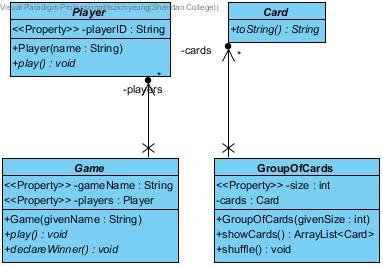 Visual Paradigm Professional(tszkinyeung(Sheridan College))
Player
<<Property>> -playerID : String
+Player(name : String)
+play() : void
Card
+toString() : String
-cards
*
*
-players
Game
<<Property>> -gameName : String
<<Property>> -players : Player
+Game(givenName : String)
+play() : void
+declareWinner() : void
GroupOfCards
<<Property>> -size : int
-cards : Card
+GroupOfCards(givenSize : int)
+showCards() : ArrayList<Card>
+shuffle() : void